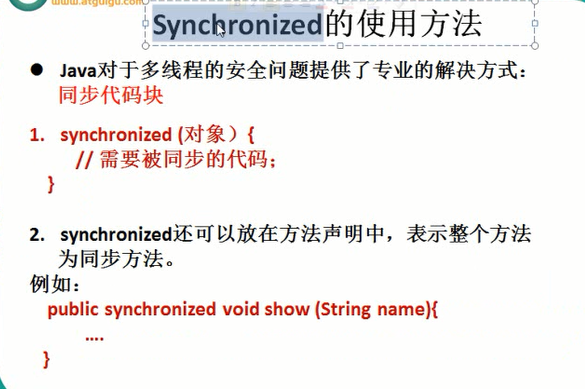 www.atguigu.com
Synchronized的使用方法
● Java对于多线程的安全问题提供了专业的解决方式：
同步代码块
1. synchronized (对象）{
// 需要被同步的代码；
}
2. synchronized还可以放在方法声明中，表示整个方法
为同步方法。
例如：
public synchronized void show (String name){
….
}